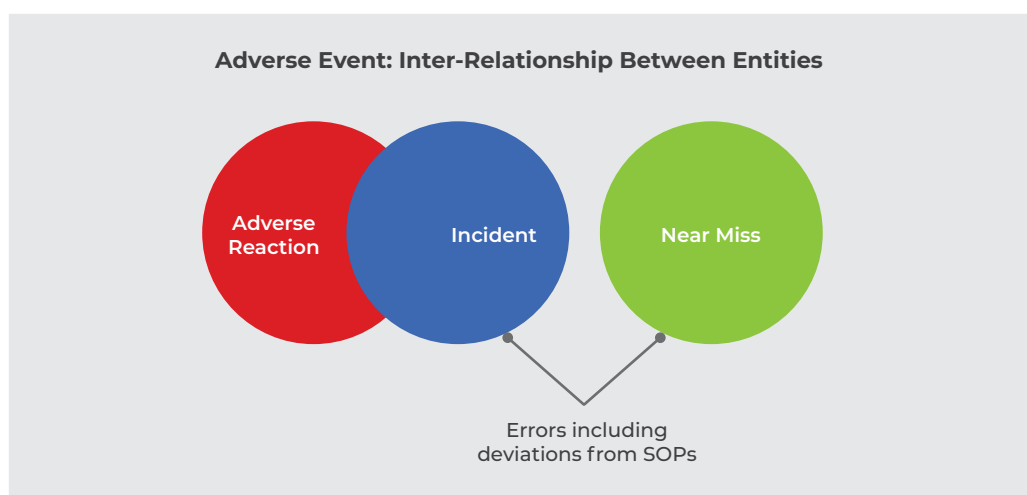 Adverse Event: Inter-Relationship Between Entities
Adverse
Reaction
Incident
Near Miss
Errors including
deviations from SOPs